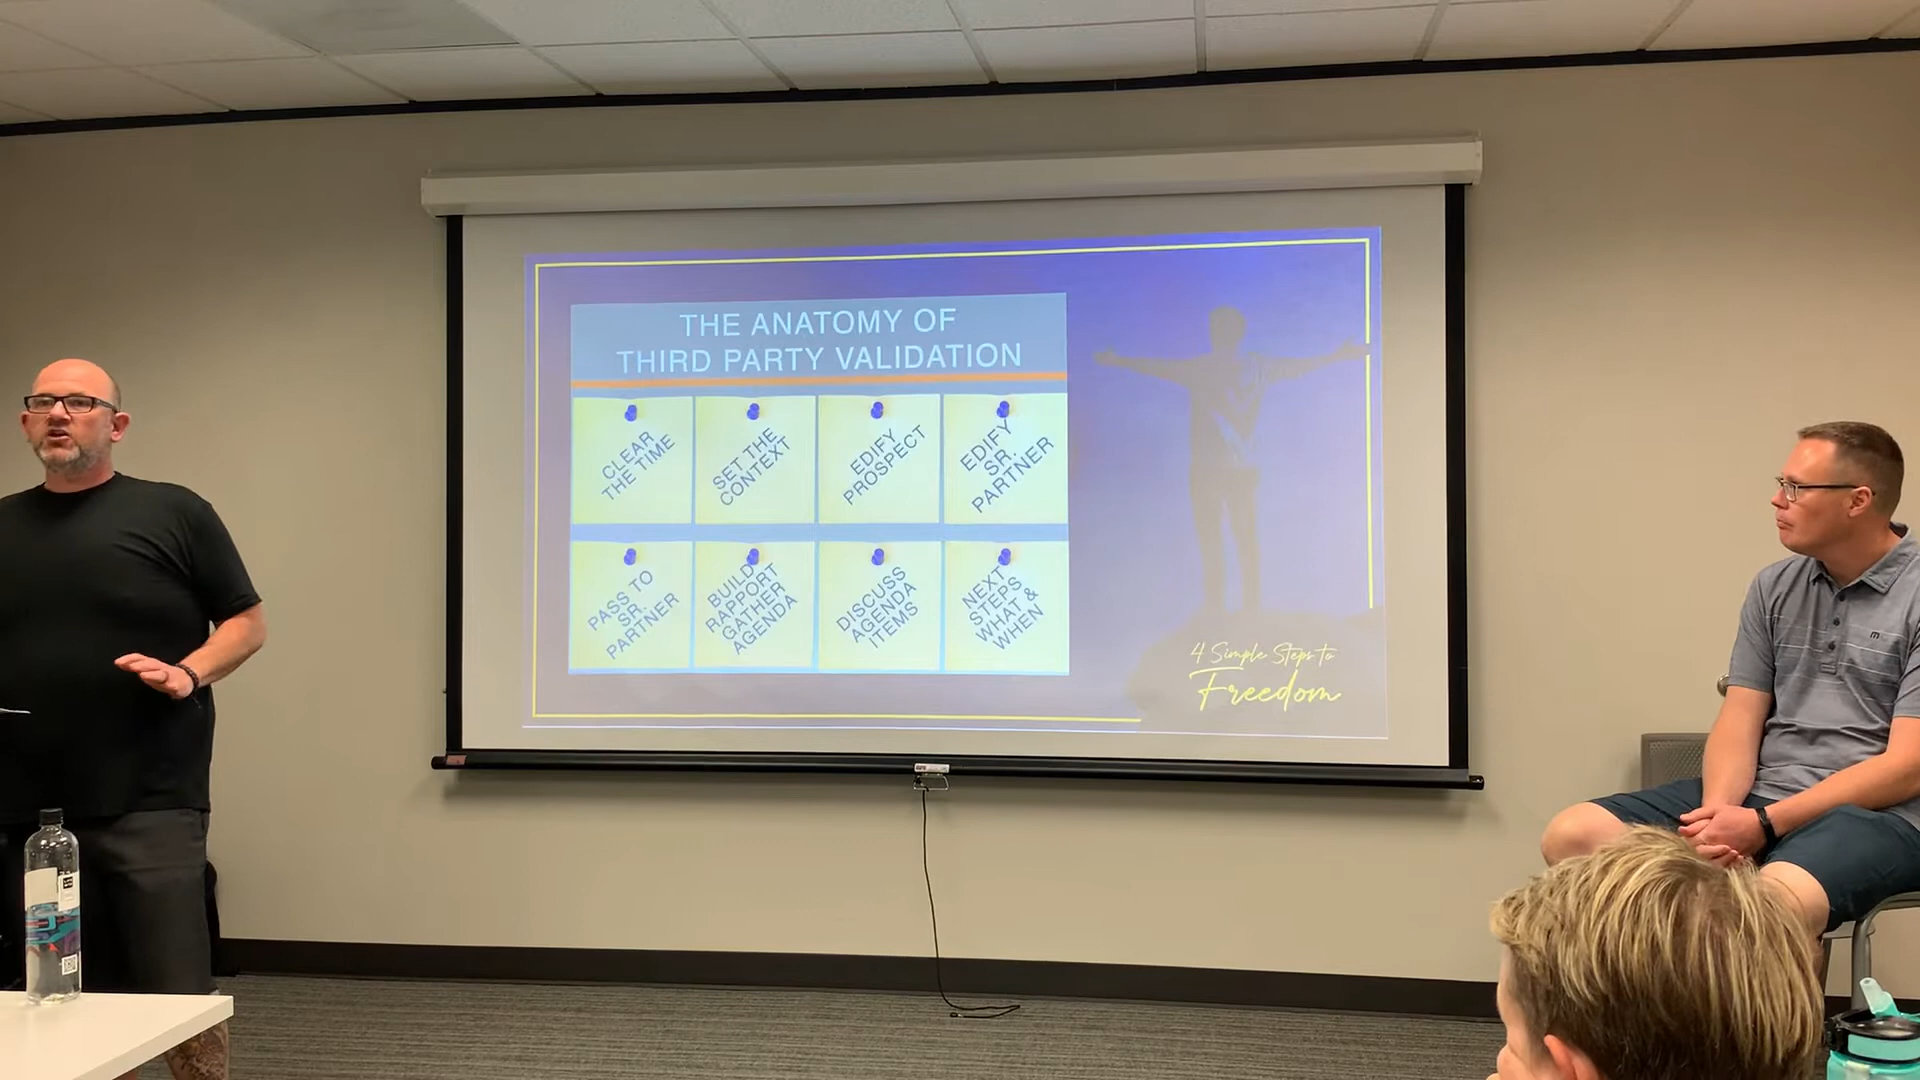 THE ANATOMY OF
THIRD PARTY VALIDATION
CLEAR
THE TIME
SET THE
CONTEXT
EDIFY
PROSPECT
EDIFY
SR.
PARTNER
PASS TO
SR.
PARTNER
BUILD
RAPPORT
GATHER
AGENDA
DISCUSS
AGENDA
ITEMS
NEXT
STEPS
WHAT &
WHEN
4 Simple Steps to
Freedom